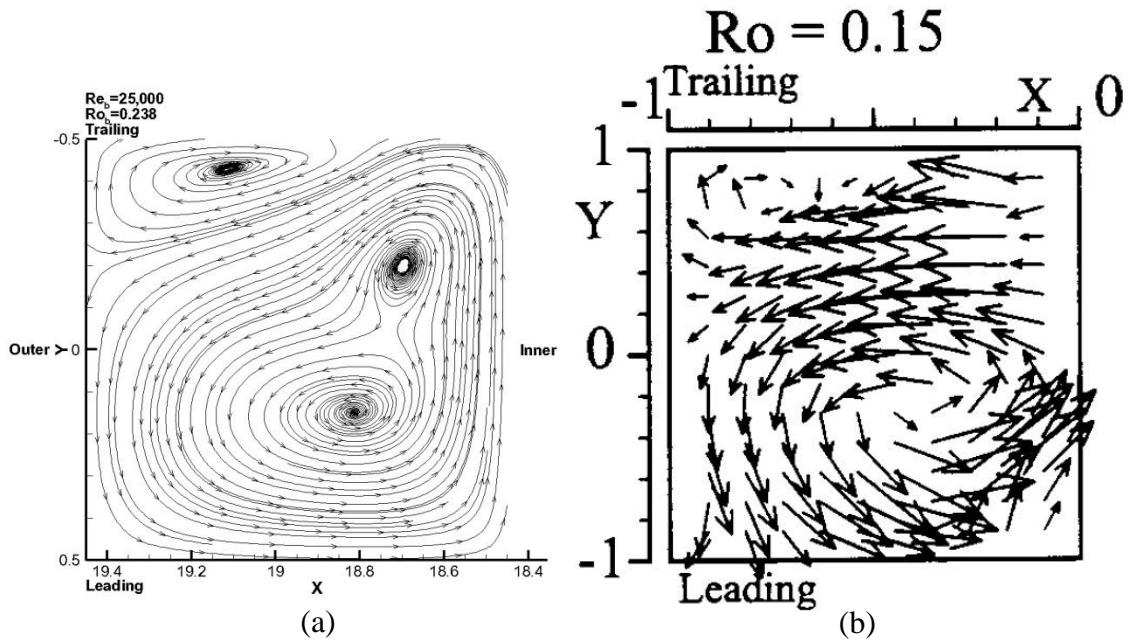 Re_b=25,000
Ro_b=0.238
Trailing
-0.5
Outer Y 0
Inner
0.5
19.4 19.2 19 18.8 18.6 18.4
Leading X
(a)
Ro = 0.15
Trailing X
-1 0
1
Y
0
-1
Leading
(b)